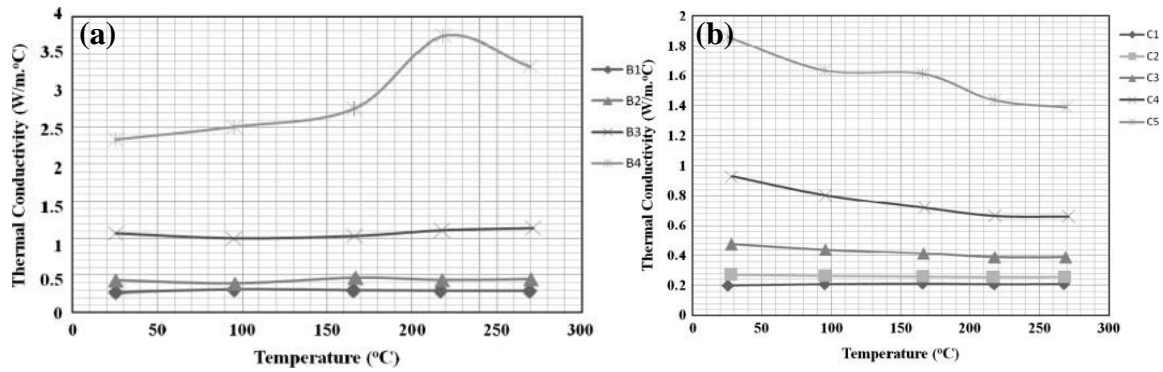 (a)
Thermal Conductivity (W/m.°C)
4
3.5
3
2.5
2
1.5
1
0.5
0
0 50 100 150 200 250 300
Temperature (°C)
B1
B2
B3
B4
(b)
Thermal Conductivity (W/m.°C)
2
1.8
1.6
1.4
1.2
1
0.8
0.6
0.4
0.2
0
0 50 100 150 200 250 300
Temperature (°C)
C1
C2
C3
C4
C5